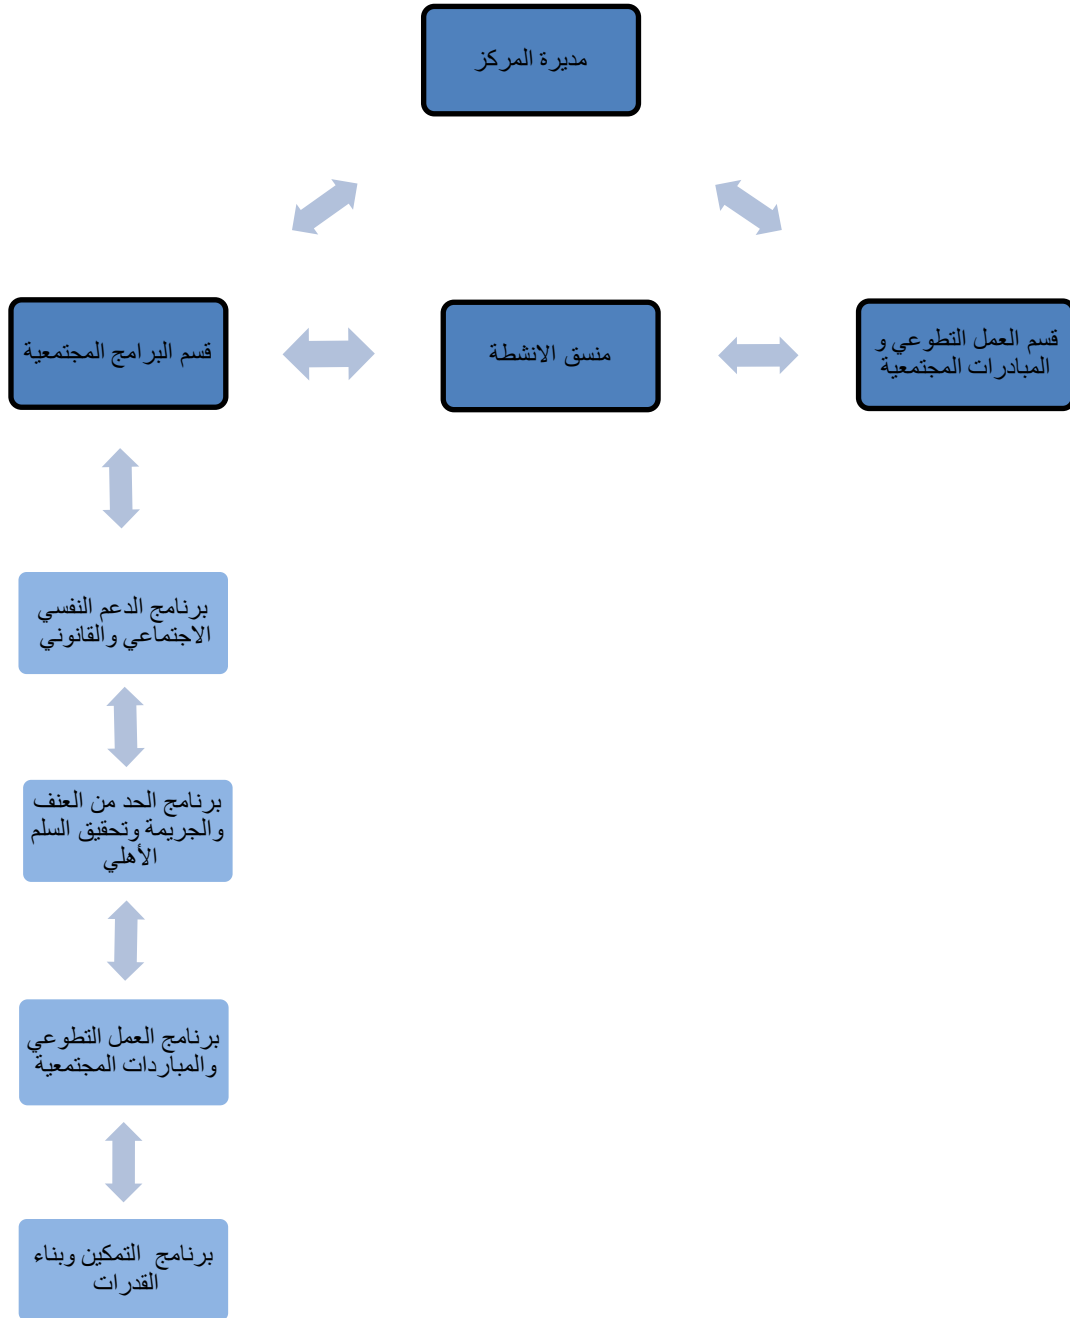 مديرة المركز
قسم العمل التطوعي و
المبادرات المجتمعية
منسق الانشطة
قسم البرامج المجتمعية
برنامج الدعم النفسي
الاجتماعي والقانوني
برنامج الحد من العنف
والجريمة وتحقيق السلم
الأهلي
برنامج العمل التطوعي
والمباردات المجتمعية
برنامج التمكين وبناء
القدرات